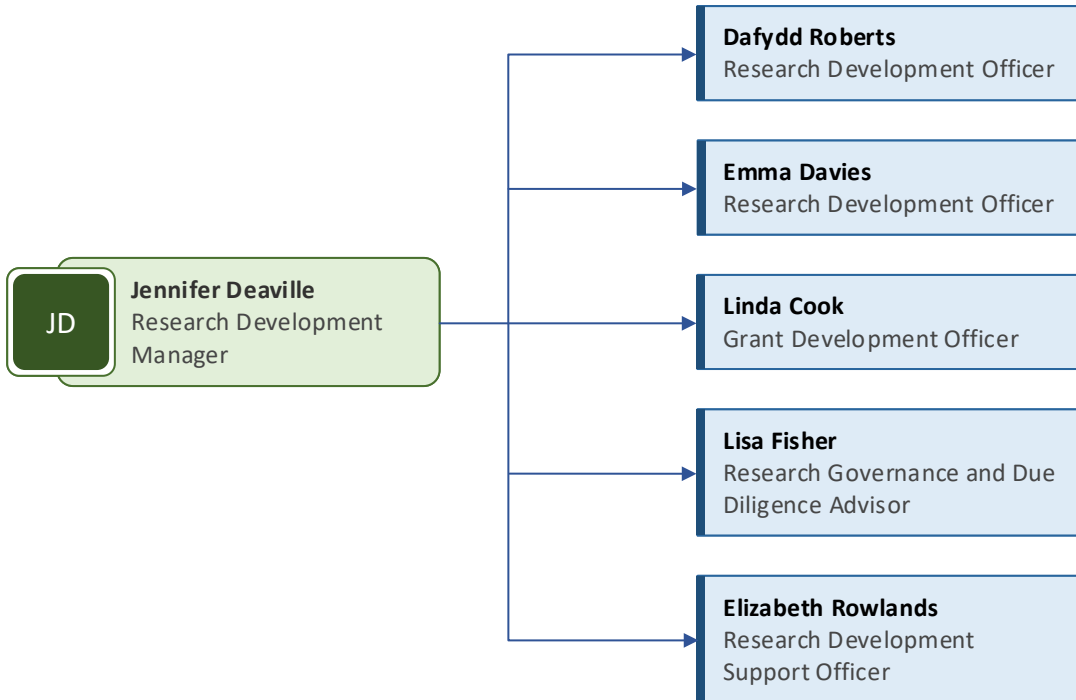 Dafydd Roberts
Research Development Officer
Emma Davies
Research Development Officer
JD
Jennifer Deaville
Research Development
Manager
Linda Cook
Grant Development Officer
Lisa Fisher
Research Governance and Due
Diligence Advisor
Elizabeth Rowlands
Research Development
Support Officer